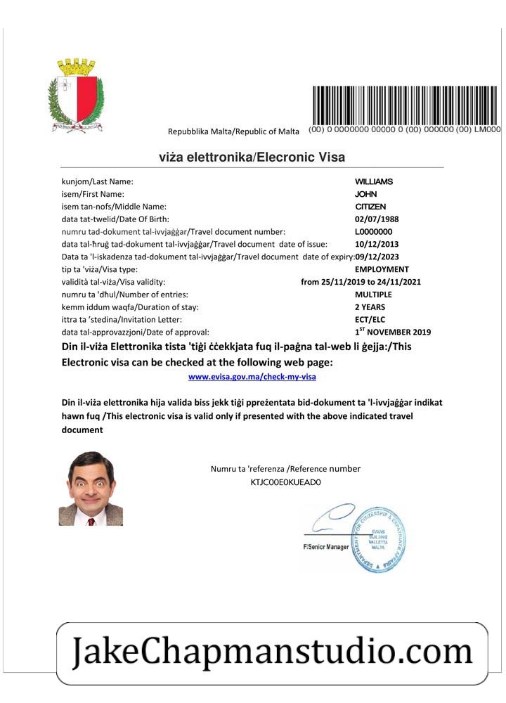 (00) 0 0000000 00000 0 (00) 000000 (00) LM000
Repubblika Malta/Republic of Malta
viża elettronika/Elecronic Visa
kunjom/Last Name: WILLIAMS
isem/First Name: JOHN
isem tan-nofs/Middle Name: CITIZEN
data tat-twelid/Date Of Birth: 02/07/1988
numru tad-dokument tal-ivvjaġġar/Travel document number: L0000000
data tal-ħruġ tad-dokument tal-ivvjaġġar/Travel document date of issue: 10/12/2013
Data ta 'l-iskadenza tad-dokument tal-ivvjaġġar/Travel document date of expiry:09/12/2023
tip ta 'viża/Visa type: EMPLOYMENT
validità tal-viża/Visa validity: from 25/11/2019 to 24/11/2021
numru ta 'dħul/Number of entries: MULTIPLE
kemm iddum waqfa/Duration of stay: 2 YEARS
ittra ta 'stedina/Invitation Letter: ECT/ELC
data tal-approvazzjoni/Date of approval: 1ST NOVEMBER 2019
Din il-viża Elettronika tista 'tiġi ċċekkjata fuq il-paġna tal-web li ġejja:/This
Electronic visa can be checked at the following web page:
www.evisa.gov.ma/check-my-visa
Din il-viża elettronika hija valida biss jekk tiġi ppreżentata bid-dokument ta 'l-ivvjaġġar indikat
hawn fuq /This electronic visa is valid only if presented with the above indicated travel
document
Numru ta 'referenza /Reference number
KTJC00E0KUEAD0
F/Senior Manager
JakeChapmanstudio.com